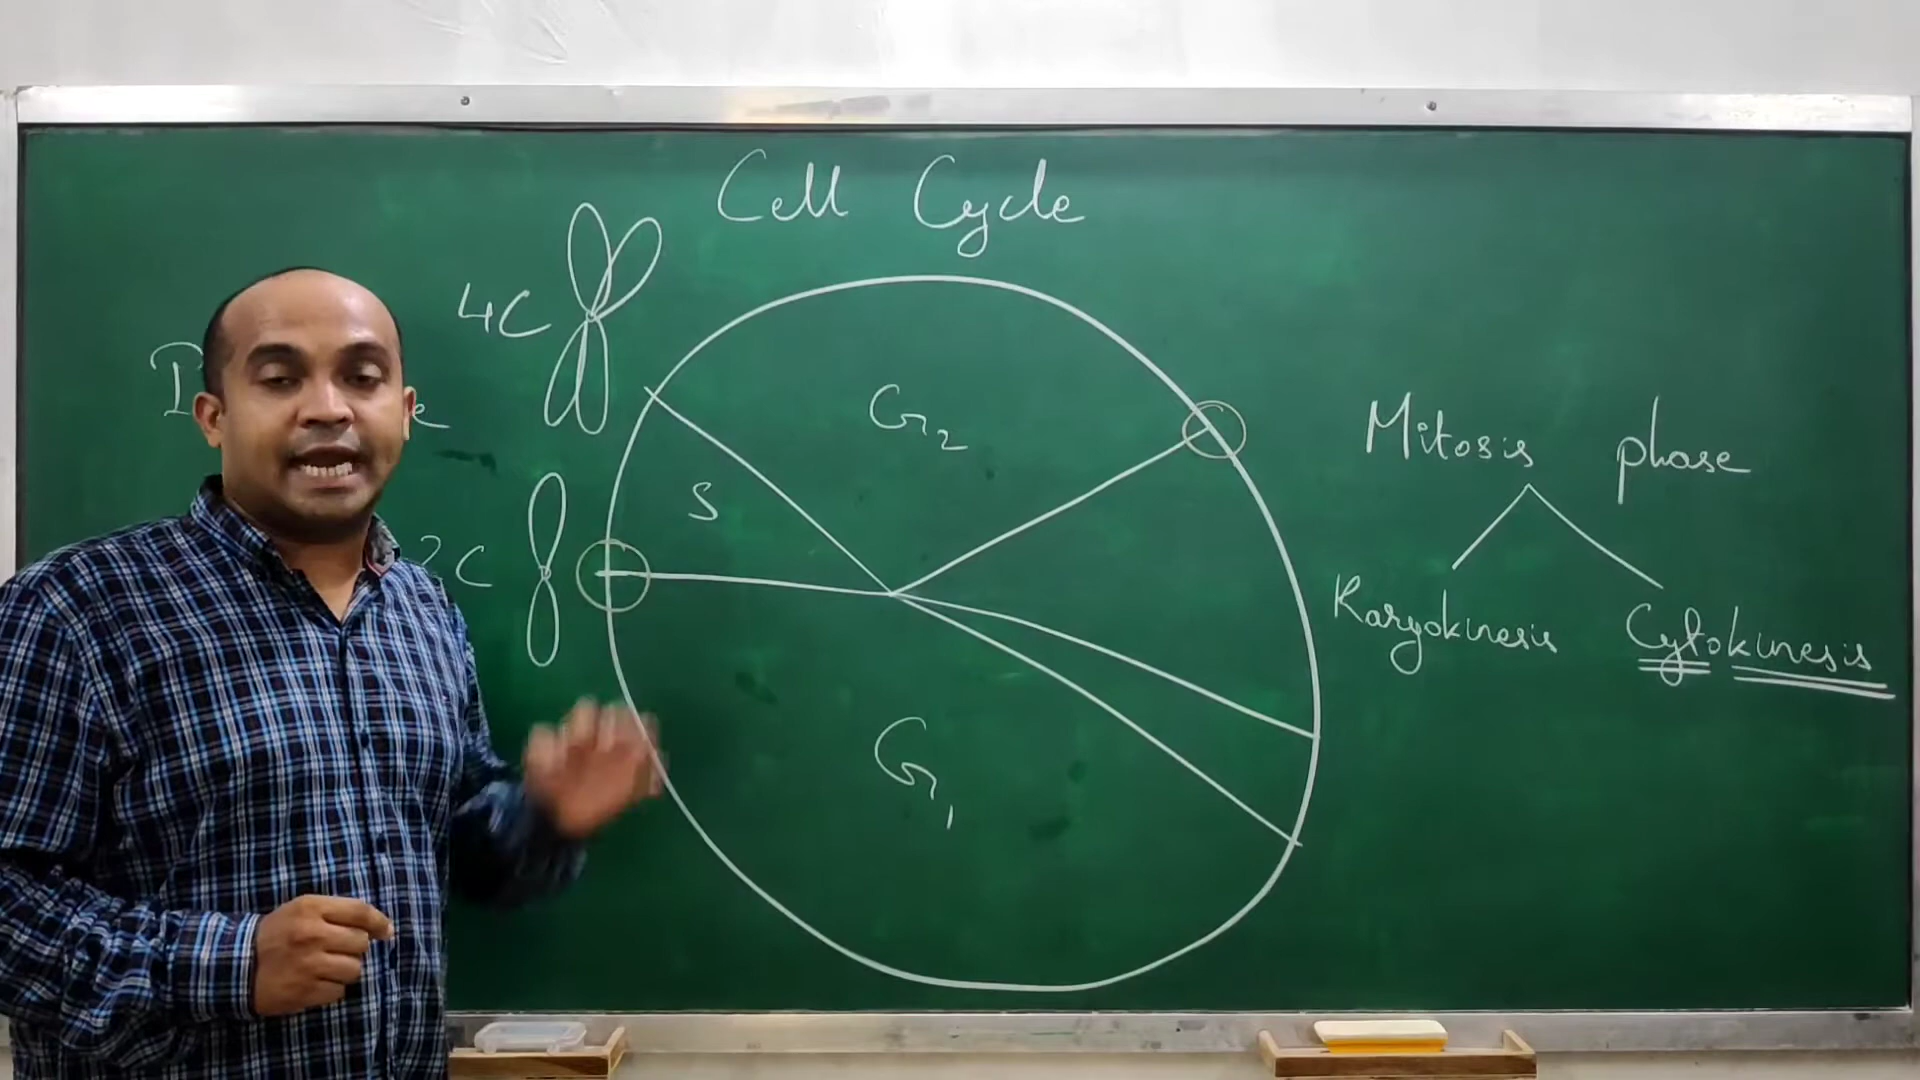 Cell Cycle
4C
G2
Mitosis phase
S
2C
Karyokinesis Cytokinesis
G1